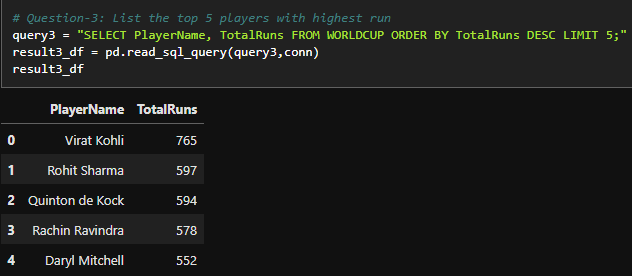 # Question-3: List the top 5 players with highest run
query3 = "SELECT PlayerName, TotalRuns FROM WORLDCUP ORDER BY TotalRuns DESC LIMIT 5;"
result3_df = pd.read_sql_query(query3,conn)
result3_df
PlayerName TotalRuns
0 Virat Kohli 765
1 Rohit Sharma 597
2 Quinton de Kock 594
3 Rachin Ravindra 578
4 Daryl Mitchell 552